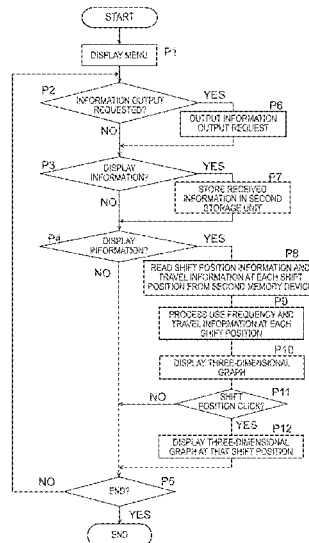 START
DISPLAY MENU
P1
P2
INFORMATION OUTPUT
REQUESTED?
YES
P6
OUTPUT INFORMATION
OUTPUT REQUEST
NO
P3
DISPLAY
INFORMATION?
YES
P7
STORE RECEIVED
INFORMATION IN SECOND
STORAGE UNIT
NO
P4
DISPLAY
INFORMATION?
YES
P8
NO
READ SHIFT POSITION INFORMATION AND
TRAVEL INFORMATION AT EACH SHIFT
POSITION FROM SECOND MEMORY DEVICE
P9
PROCESS USE FREQUENCY AND
TRAVEL INFORMATION AT EACH
SHIFT POSITION
P10
DISPLAY THREE-DIMENSIONAL
GRAPH
P11
NO
SHIFT
POSITION CLICK?
YES
P12
DISPLAY THREE-DIMENSIONAL
GRAPH AT THAT SHIFT POSITION
NO
END?
P5
YES
END